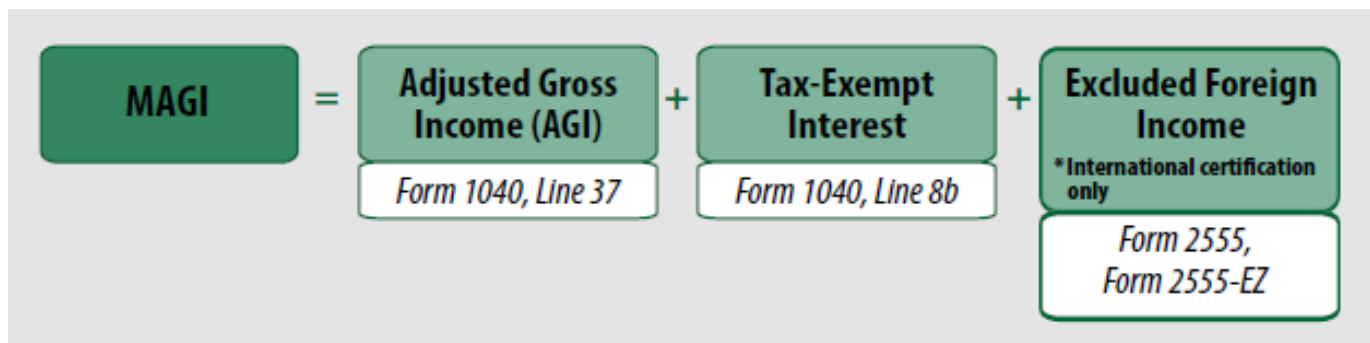 MAGI
=
Adjusted Gross
Income (AGI)
Form 1040, Line 37
+
Tax-Exempt
Interest
Form 1040, Line 8b
+
Excluded Foreign
Income
*International certification
only
Form 2555,
Form 2555-EZ